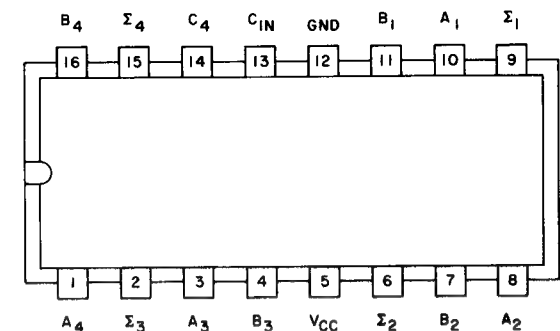 B4 Σ4 C4 CIN GND B1 A1 Σ1
16 15 14 13 12 11 10 9
1 2 3 4 5 6 7 8
A4 Σ3 A3 B3 VCC Σ2 B2 A2